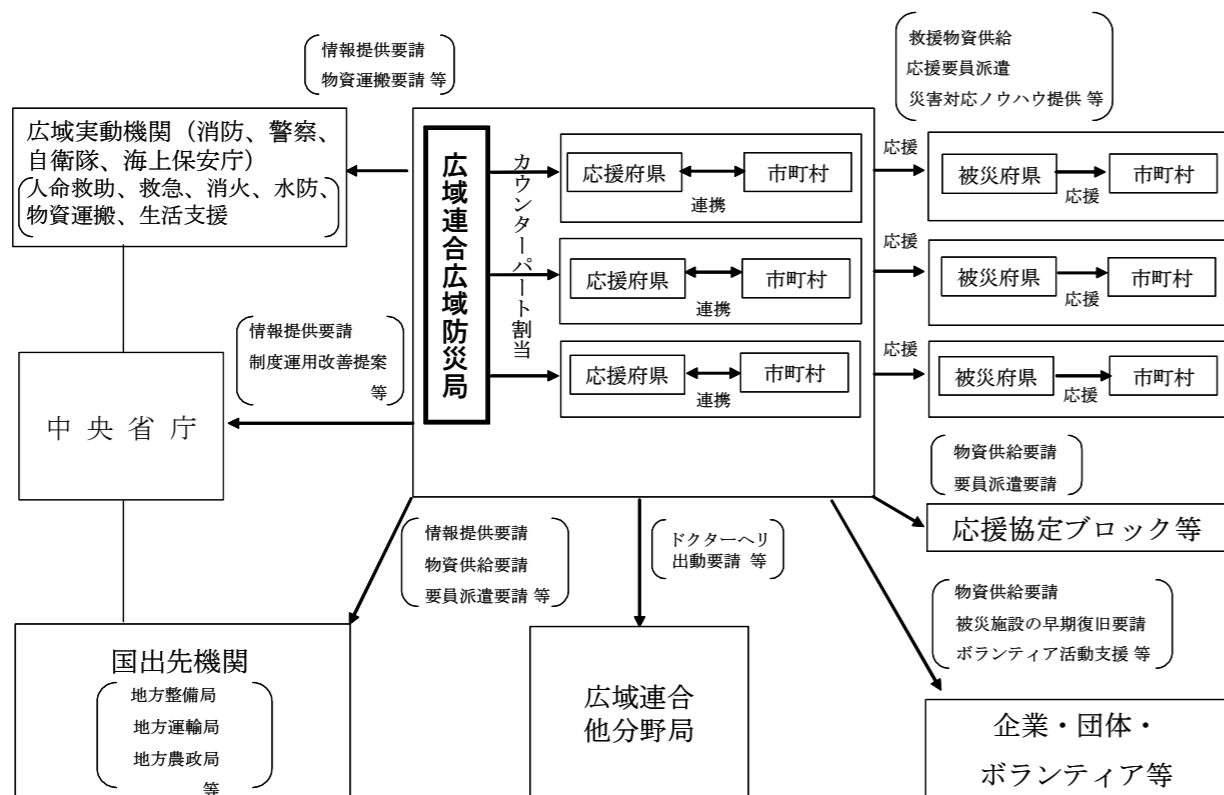 情報提供要請
物資運搬要請 等
救援物資供給
応援要員派遣
災害対応ノウハウ提供 等
広域実動機関（消防、警察、
自衛隊、海上保安庁）
人命救助、救急、消火、水防、
物資運搬、生活支援
広域連合広域防災局
カウンターパート割当
応援府県
市町村
連携
応援
被災府県
市町村
応援
応援府県
市町村
連携
応援
被災府県
市町村
応援
応援府県
市町村
連携
応援
被災府県
市町村
応援
情報提供要請
制度運用改善提案
等
中央省庁
物資供給要請
要員派遣要請
応援協定ブロック等
情報提供要請
物資供給要請
要員派遣要請 等
ドクターヘリ
出動要請 等
物資供給要請
被災施設の早期復旧要請
ボランティア活動支援 等
国出先機関
地方整備局
地方運輸局
地方農政局
等
広域連合
他分野局
企業・団体・
ボランティア等